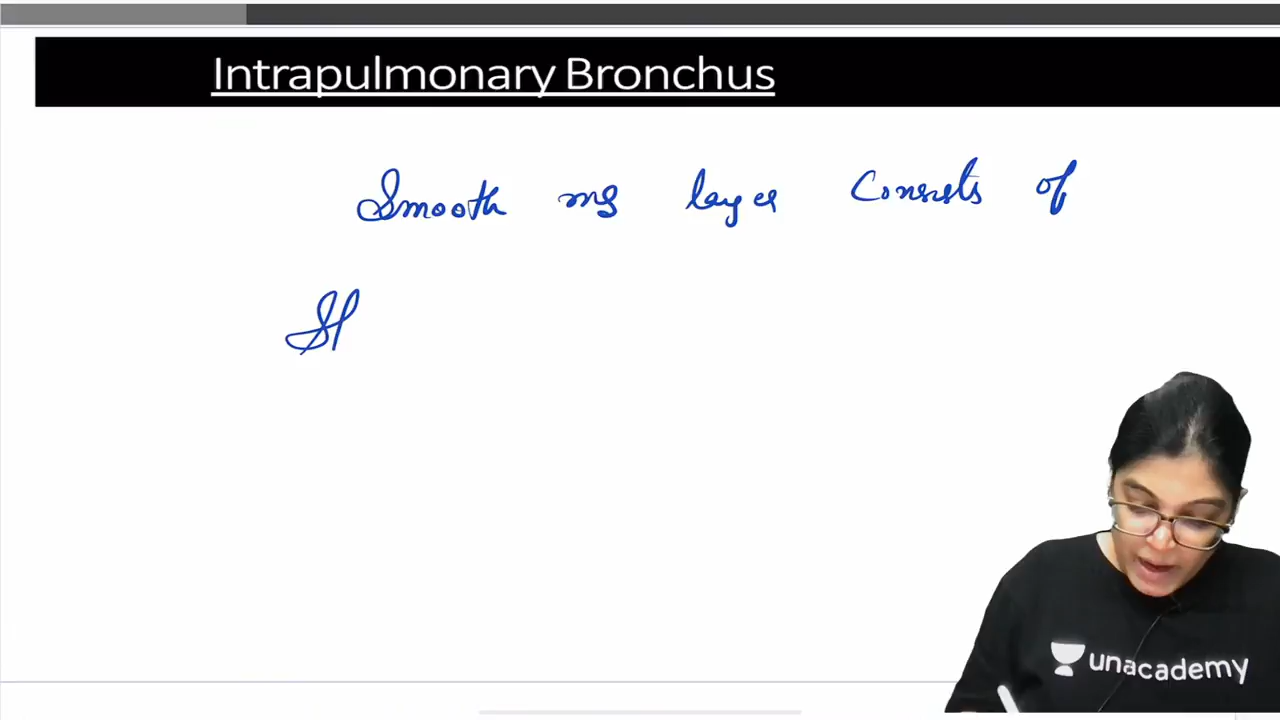 Intrapulmonary Bronchus
Smooth ms layer Consists of
unacademy